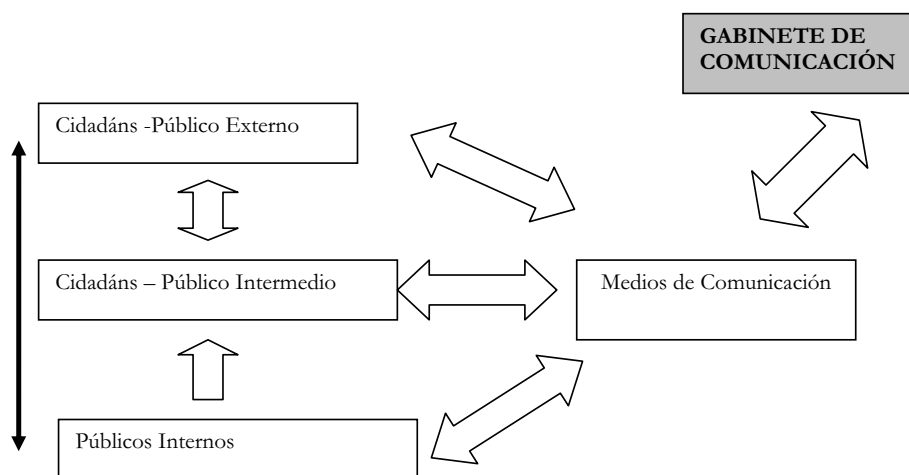 GABINETE DE
COMUNICACIÓN
Cidadáns -Público Externo
Cidadáns – Público Intermedio
Medios de Comunicación
Públicos Internos